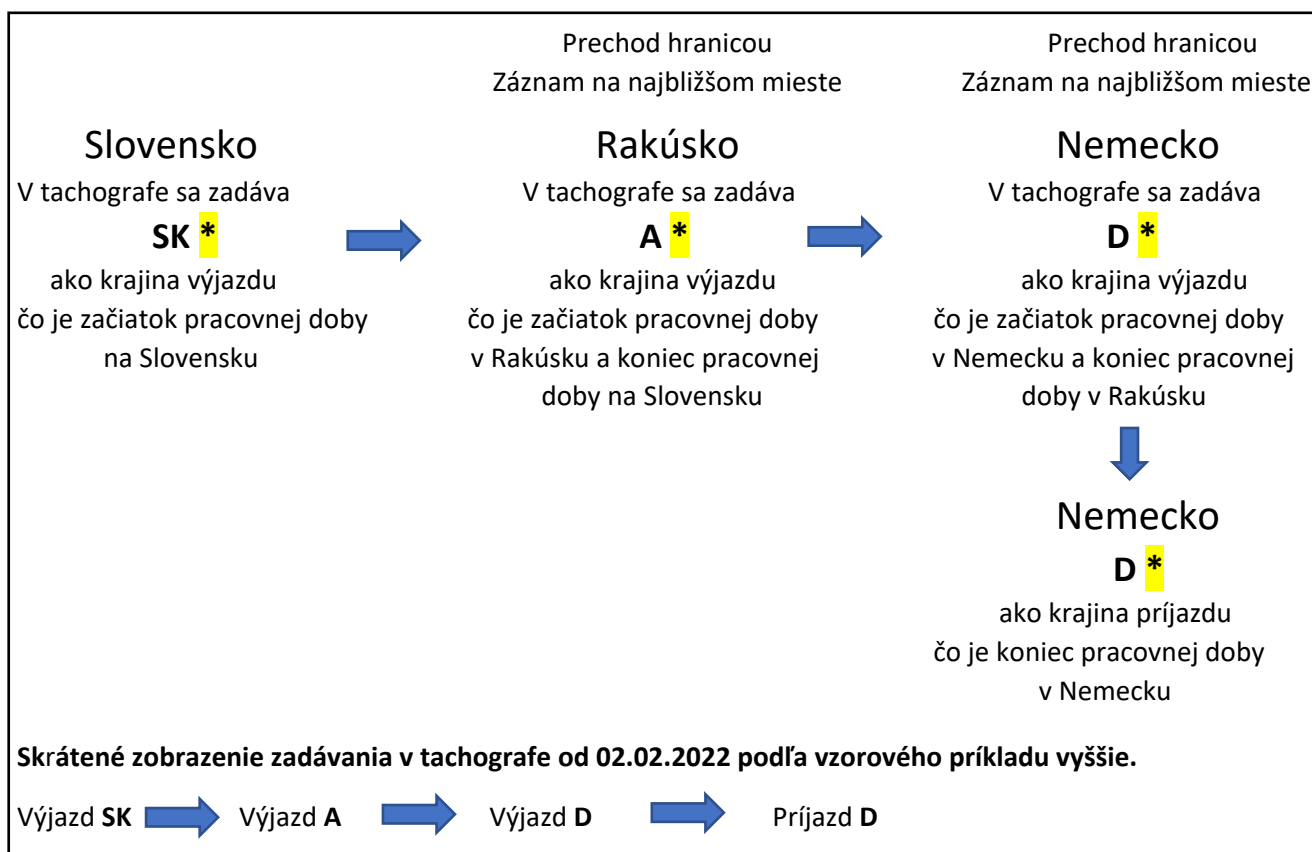 Prechod hranicou
Záznam na najbližšom mieste
Prechod hranicou
Záznam na najbližšom mieste
Slovensko
V tachografe sa zadáva
SK *
ako krajina výjazdu
čo je začiatok pracovnej doby
na Slovensku
Rakúsko
V tachografe sa zadáva
A *
ako krajina výjazdu
čo je začiatok pracovnej doby
v Rakúsku a koniec pracovnej
doby na Slovensku
Nemecko
V tachografe sa zadáva
D *
ako krajina výjazdu
čo je začiatok pracovnej doby
v Nemecku a koniec pracovnej
doby v Rakúsku
Nemecko
D *
ako krajina príjazdu
čo je koniec pracovnej doby
v Nemecku
Skrátené zobrazenie zadávania v tachografe od 02.02.2022 podľa vzorového príkladu vyššie.
Výjazd SK Výjazd A Výjazd D Príjazd D